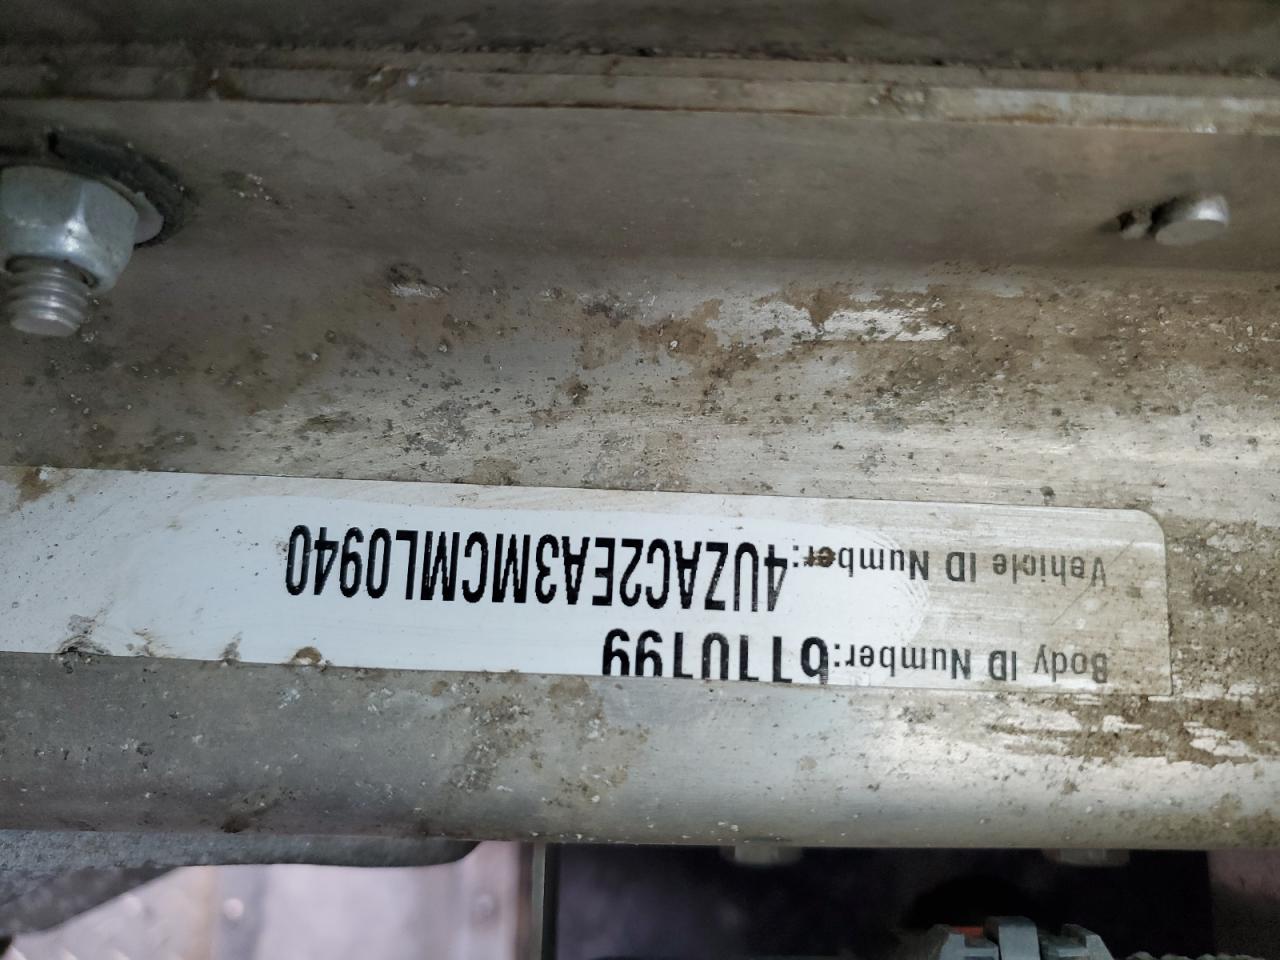 Body ID Number:6110199
Vehicle ID Number:4UZAC2EA3MCML0940